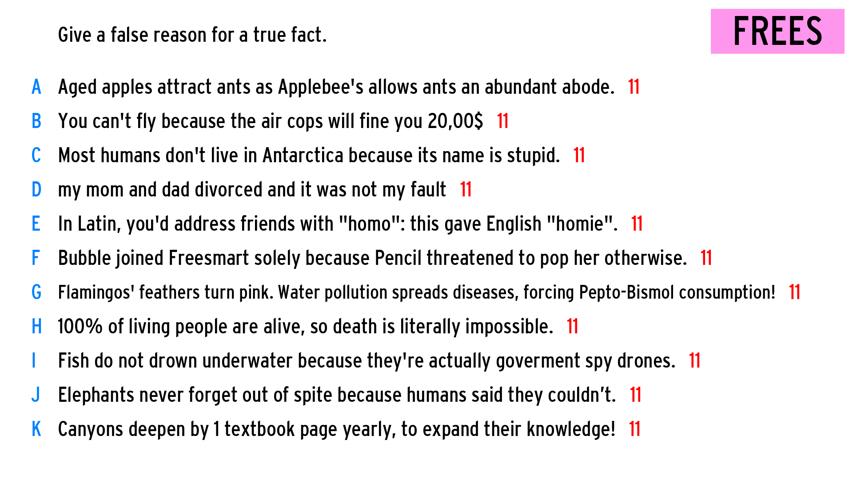 Give a false reason for a true fact.
FREES
A Aged apples attract ants as Applebee's allows ants an abundant abode. 11
B You can't fly because the air cops will fine you 20,00$ 11
C Most humans don't live in Antarctica because its name is stupid. 11
D my mom and dad divorced and it was not my fault 11
E In Latin, you'd address friends with "homo": this gave English "homie". 11
F Bubble joined Freesmart solely because Pencil threatened to pop her otherwise. 11
G Flamingos' feathers turn pink. Water pollution spreads diseases, forcing Pepto-Bismol consumption! 11
H 100% of living people are alive, so death is literally impossible. 11
I Fish do not drown underwater because they're actually goverment spy drones. 11
J Elephants never forget out of spite because humans said they couldn't. 11
K Canyons deepen by 1 textbook page yearly, to expand their knowledge! 11